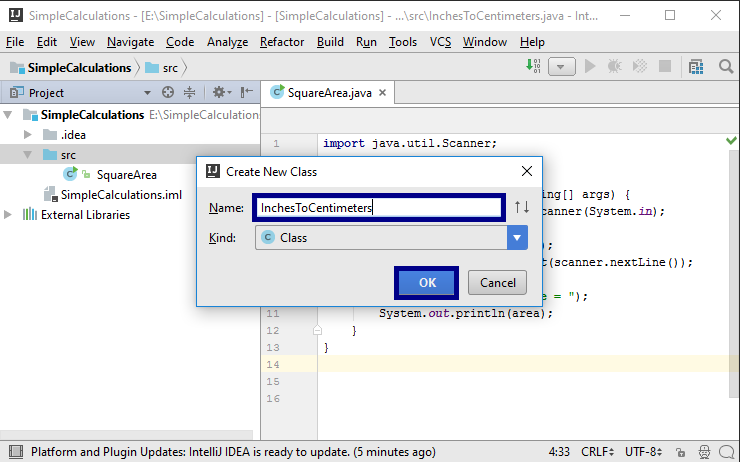 SimpleCalculations - [E:\SimpleCalculations] - [SimpleCalculations] - ...\src\InchesToCentimeters.java - Int...
File Edit View Navigate Code Analyze Refactor Build Run Tools VCS Window Help
SimpleCalculations src
Project
SquareArea.java
SimpleCalculations E:\SimpleCalculations
.idea
src
SquareArea
SimpleCalculations.iml
External Libraries
1 import java.util.Scanner;
Create New Class
Name: InchesToCentimeters
Kind: Class
OK Cancel
ing[] args) {
canner(System.in);
);
t(scanner.nextLine());
e = ");
11 System.out.println(area);
12 }
13 }
14
15
16
Platform and Plugin Updates: IntelliJ IDEA is ready to update. (5 minutes ago) 4:33 CRLF UTF-8